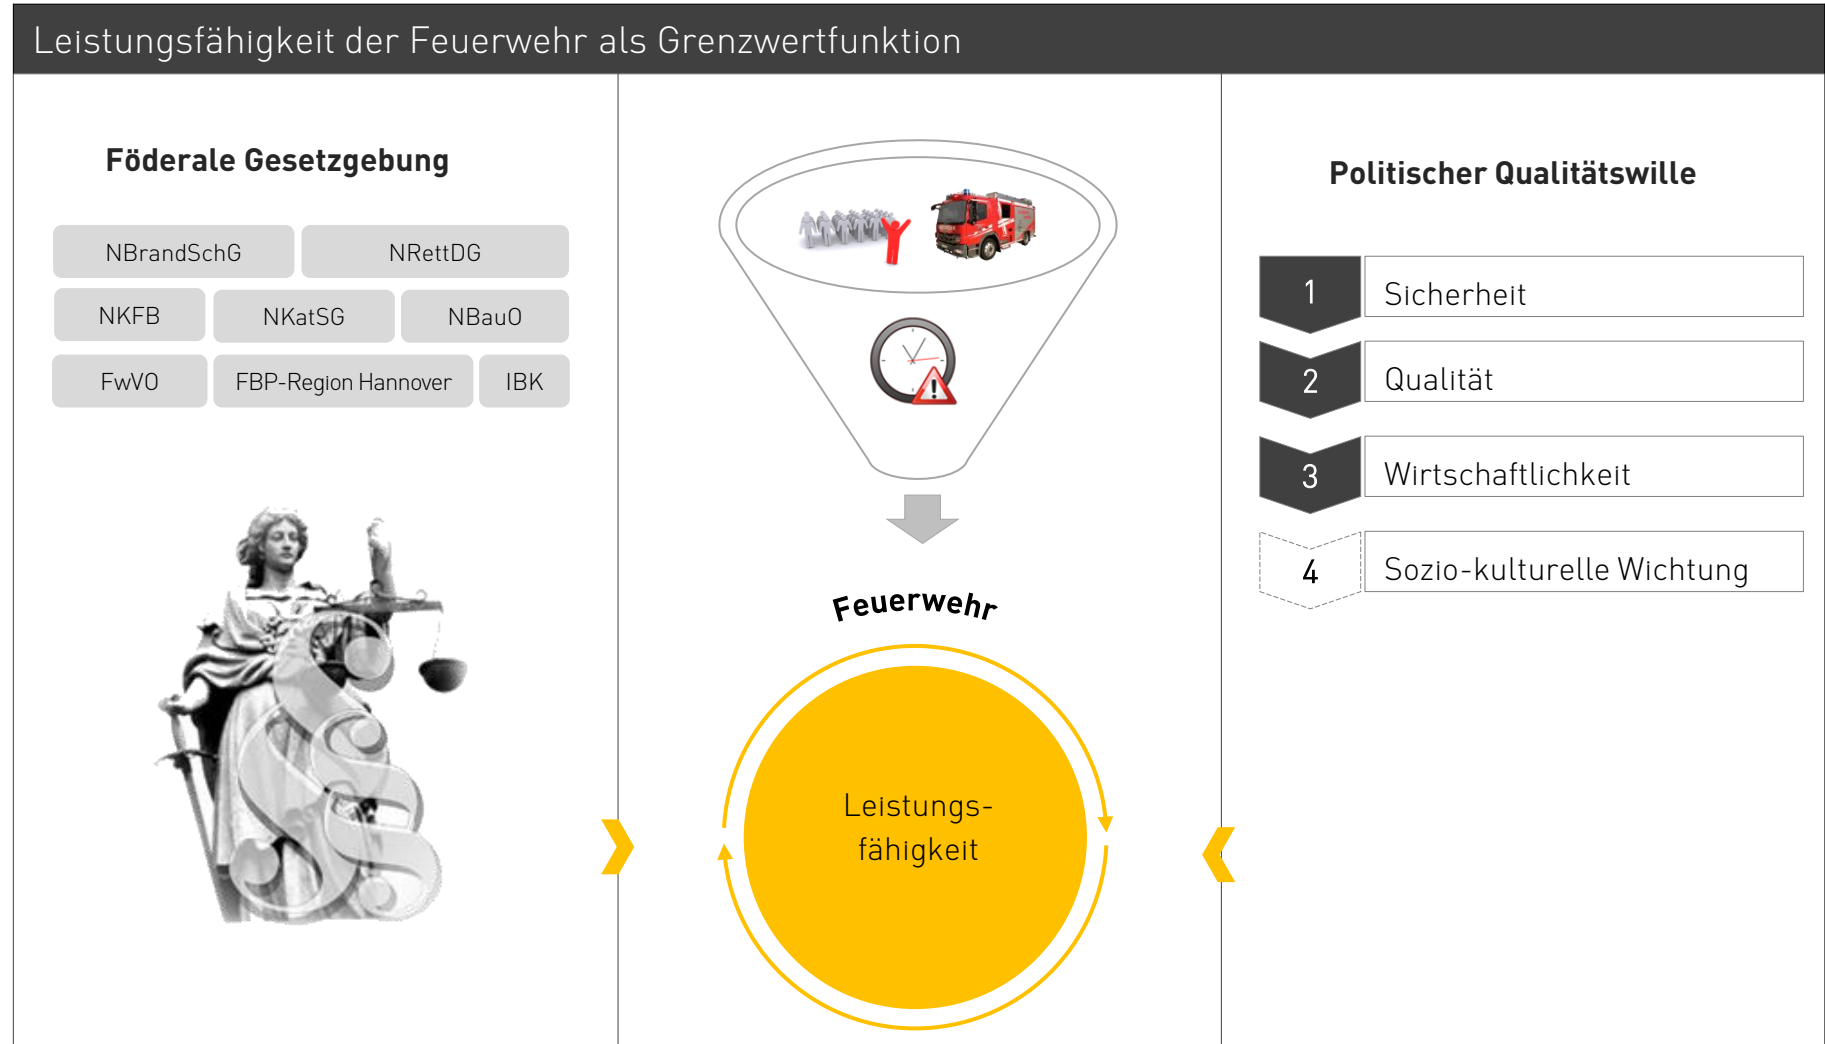 Leistungsfähigkeit der Feuerwehr als Grenzwertfunktion
Föderale Gesetzgebung
NBrandSchG
NRettDG
NKFB
NKatSG
NBauO
FwVO
FBP-Region Hannover
IBK
Feuerwehr
Leistungs-
fähigkeit
Politischer Qualitätswille
1
Sicherheit
2
Qualität
3
Wirtschaftlichkeit
4
Sozio-kulturelle Wichtung